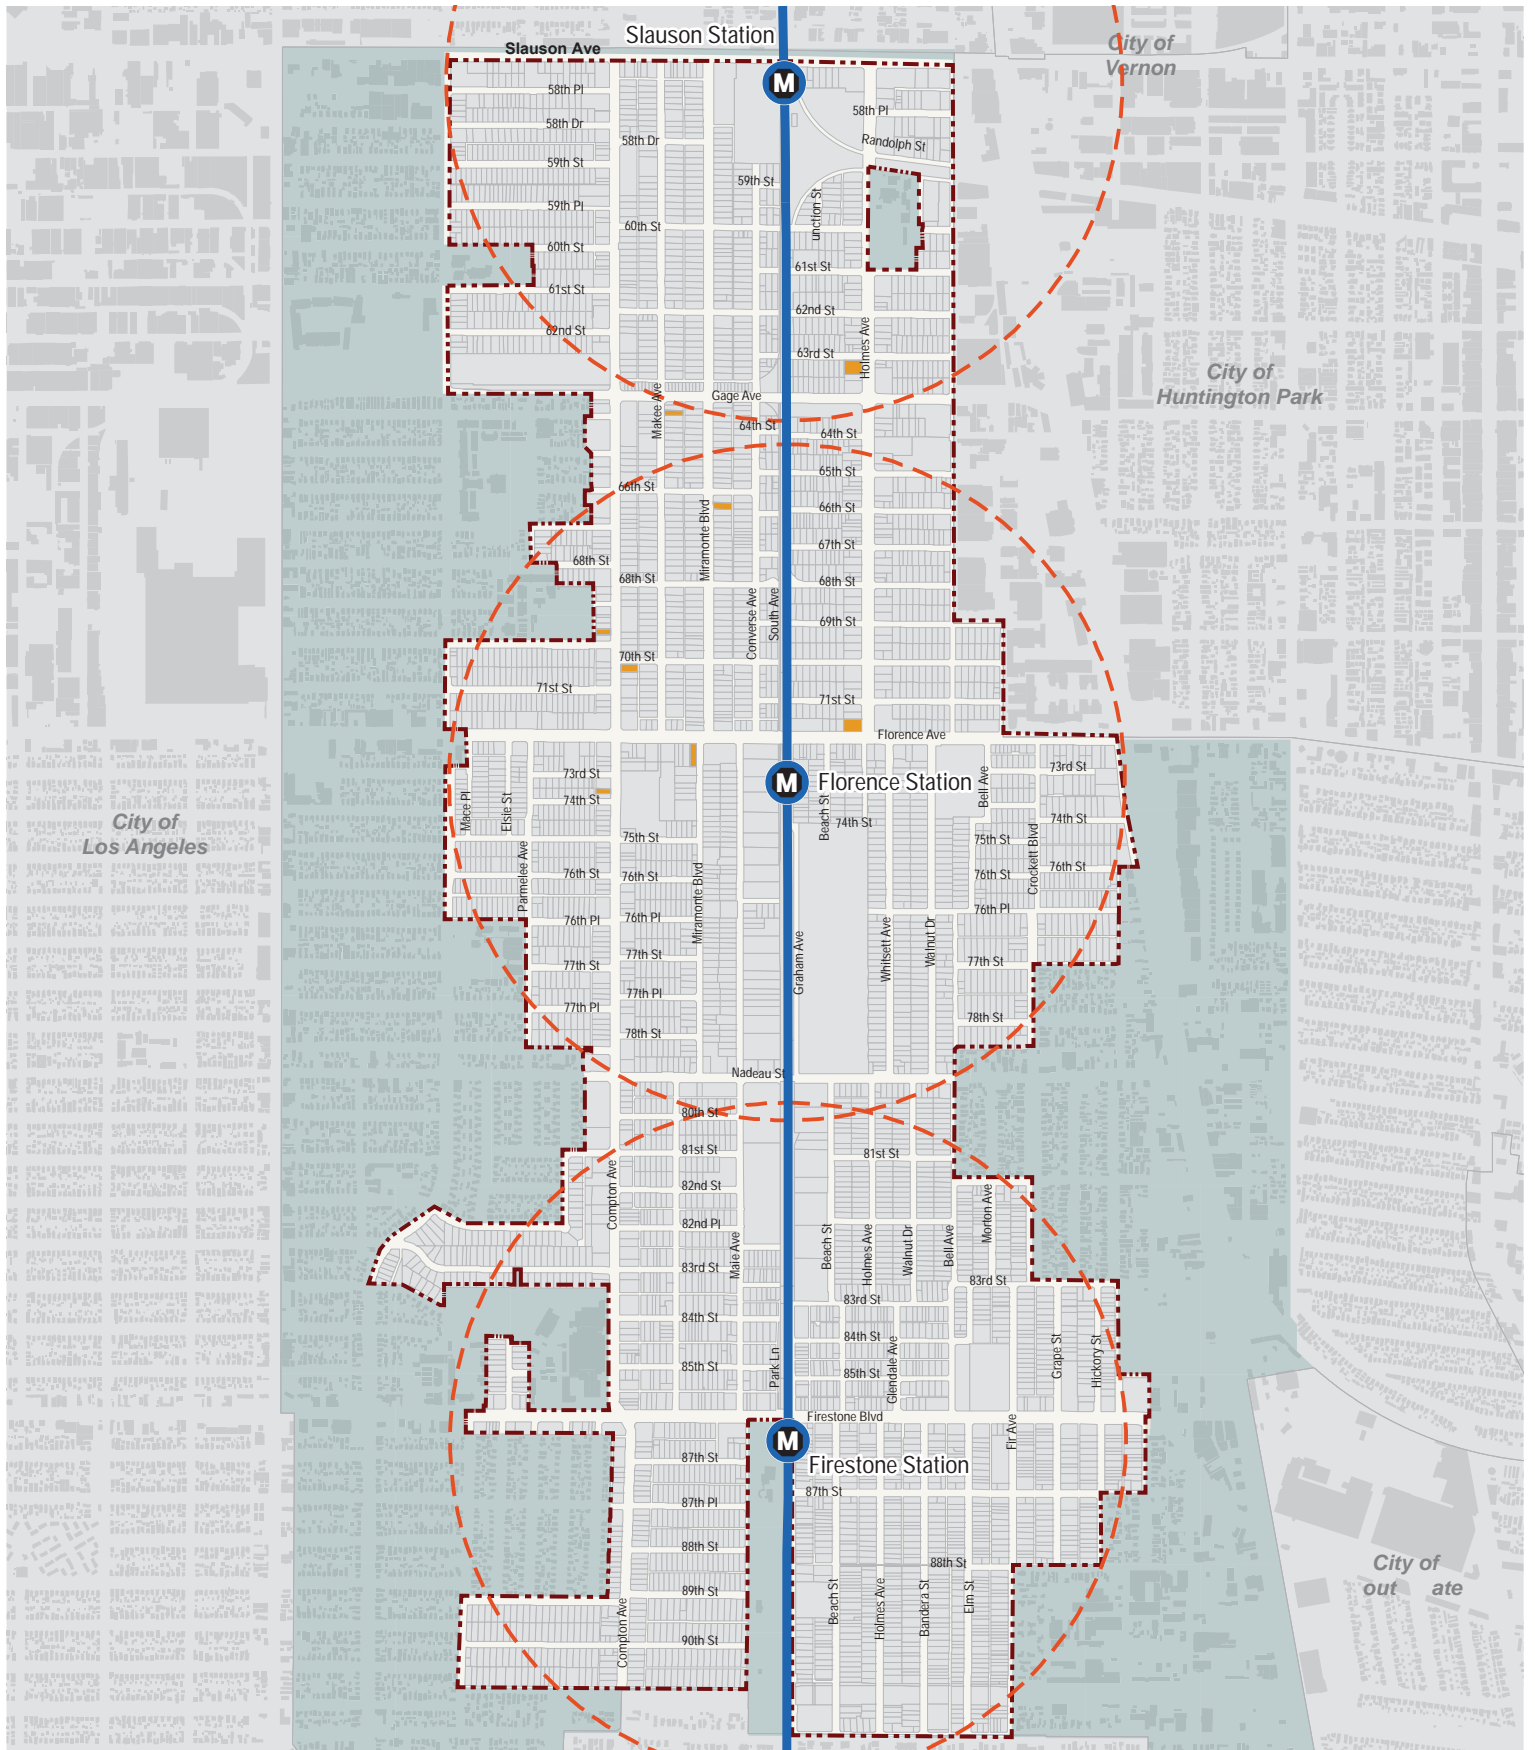 Slauson Station
Slauson Ave
City of
Vernon
M
58th Pl
58th Pl
58th Dr
58th Dr
Randolph St
59th St
59th St
59th Pl
unction St
60th St
60th St
61st St
61st St
62nd St
62nd St
63rd St
Holmes Ave
City of
Huntington Park
Gage Ave
Makee Ave
64th St
64th St
65th St
66th St
66th St
Miramonte Blvd
67th St
68th St
68th St
68th St
Converse Ave
South Ave
69th St
70th St
71st St
71st St
Florence Ave
73rd St
73rd St
M
Florence Station
Bell Ave
74th St
Mace Pl
Elsie St
Beach St
74th St
74th St
City of
Los Angeles
75th St
75th St
Crockett Blvd
Parmelee Ave
76th St
76th St
76th St
76th St
Miramonte Blvd
76th Pl
76th Pl
76th Pl
Graham Ave
Whitsett Ave
Walnut Dr
77th St
77th St
77th St
77th Pl
77th Pl
78th St
78th St
Nadeau St
80th St
81st St
81st St
Compton Ave
82nd St
82nd Pl
Maie Ave
Beach St
Holmes Ave
Walnut Dr
Bell Ave
Morton Ave
83rd St
83rd St
83rd St
84th St
84th St
85th St
85th St
Park Ln
Glendale Ave
Grape St
Hickory St
Firestone Blvd
Fir Ave
M
Firestone Station
87th St
87th St
87th Pl
88th St
88th St
89th St
Compton Ave
Beach St
Holmes Ave
Bandera St
Elm St
90th St
City of
out ate